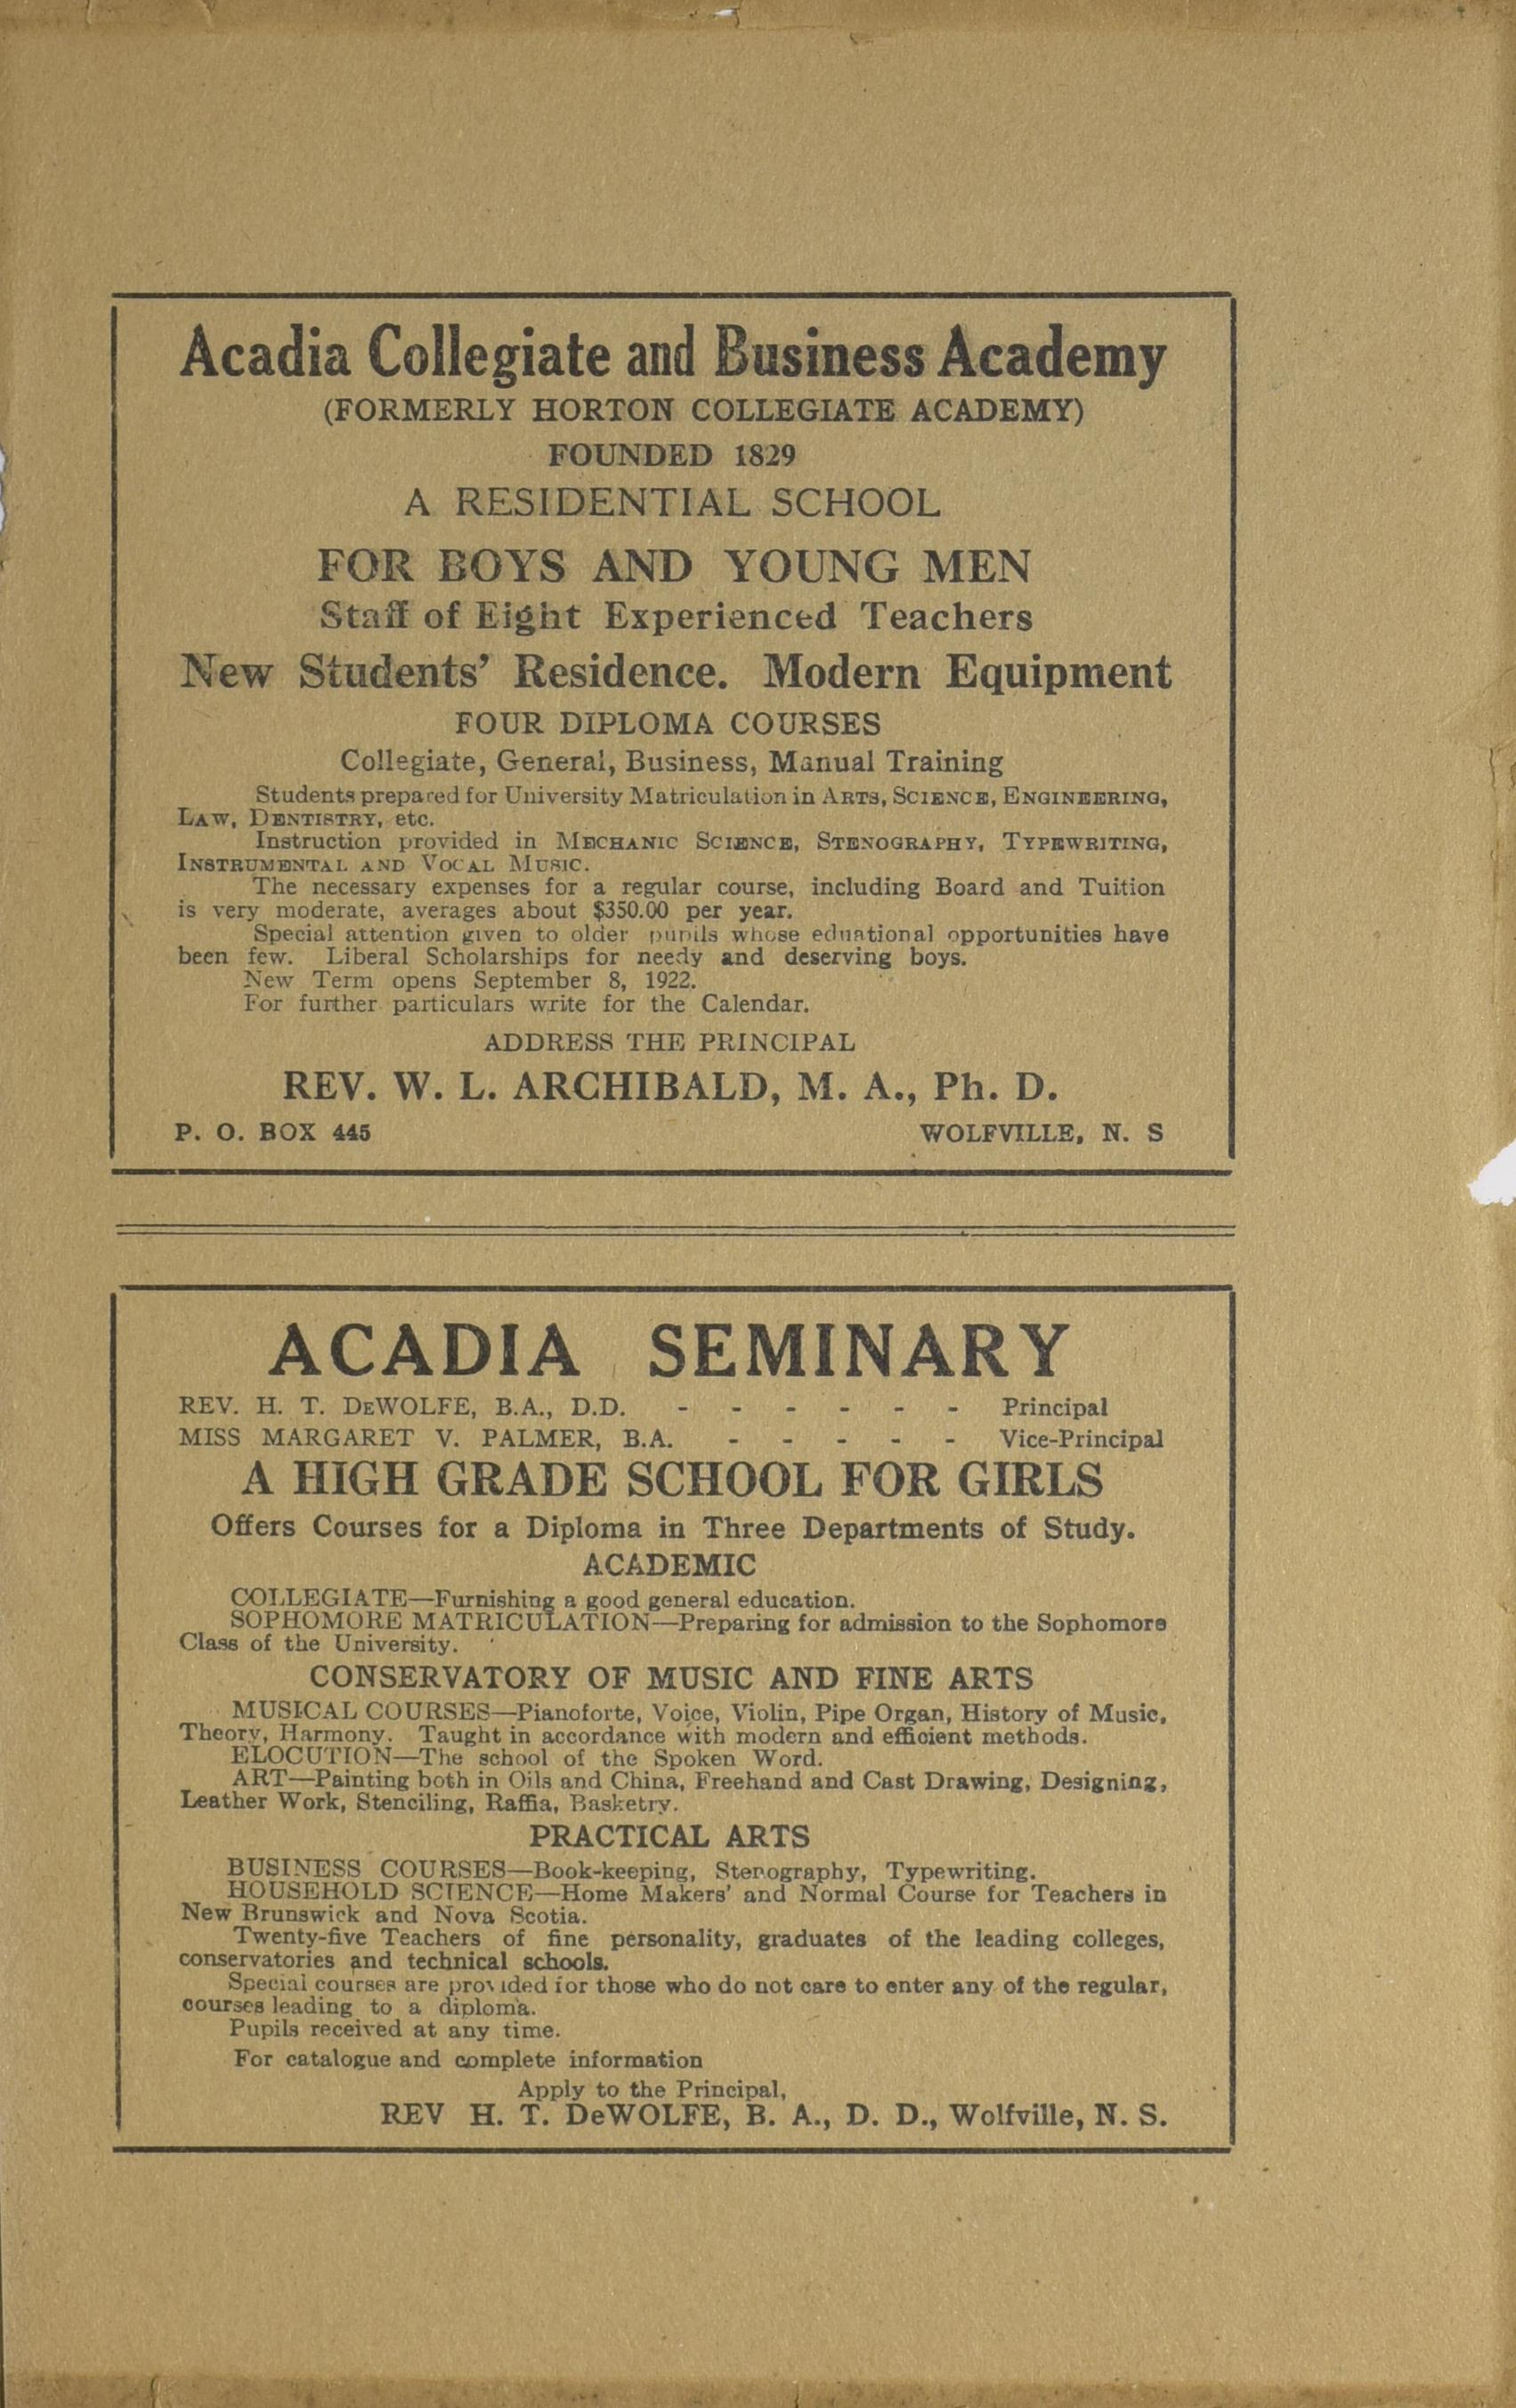 Acadia Collegiate and Business Academy
(FORMERLY HORTON COLLEGIATE ACADEMY)
FOUNDED 1829
A RESIDENTIAL SCHOOL
FOR BOYS AND YOUNG MEN
Staff of Eight Experienced Teachers
New Students' Residence. Modern Equipment
FOUR DIPLOMA COURSES
Collegiate, General, Business, Manual Training
Students prepared for University Matriculation in ARTS, SCIENCE, ENGINEERING,
LAW, DENTISTRY, etc.
Instruction provided in MECHANIC SCIENCE, STENOGRAPHY, TYPEWRITING,
INSTRUMENTAL AND VOCAL MUSIC.
The necessary expenses for a regular course, including Board and Tuition
is very moderate, averages about $350.00 per year.
Special attention given to older pupils whose eduational opportunities have
been few. Liberal Scholarships for needy and deserving boys.
New Term opens September 8, 1922.
For further particulars write for the Calendar.
ADDRESS THE PRINCIPAL
REV. W. L. ARCHIBALD, M. A., Ph. D.
P. O. BOX 445 WOLFVILLE, N. S
ACADIA SEMINARY
REV. H. T. DEWOLFE, B.A., D.D. - - - - - - Principal
MISS MARGARET V. PALMER, B.A. - - - - - Vice-Principal
A HIGH GRADE SCHOOL FOR GIRLS
Offers Courses for a Diploma in Three Departments of Study.
ACADEMIC
COLLEGIATE—Furnishing a good general education.
SOPHOMORE MATRICULATION—Preparing for admission to the Sophomore
Class of the University.
CONSERVATORY OF MUSIC AND FINE ARTS
MUSICAL COURSES—Pianoforte, Voice, Violin, Pipe Organ, History of Music,
Theory, Harmony. Taught in accordance with modern and efficient methods.
ELOCUTION—The school of the Spoken Word.
ART—Painting both in Oils and China, Freehand and Cast Drawing, Designing,
Leather Work, Stenciling, Raffia, Basketry.
PRACTICAL ARTS
BUSINESS COURSES—Book-keeping, Stenography, Typewriting.
HOUSEHOLD SCIENCE—Home Makers' and Normal Course for Teachers in
New Brunswick and Nova Scotia.
Twenty-five Teachers of fine personality, graduates of the leading colleges,
conservatories and technical schools.
Special courses are provided for those who do not care to enter any of the regular,
courses leading to a diploma.
Pupils received at any time.
For catalogue and complete information
Apply to the Principal,
REV H. T. DeWOLFE, B. A., D. D., Wolfville, N. S.